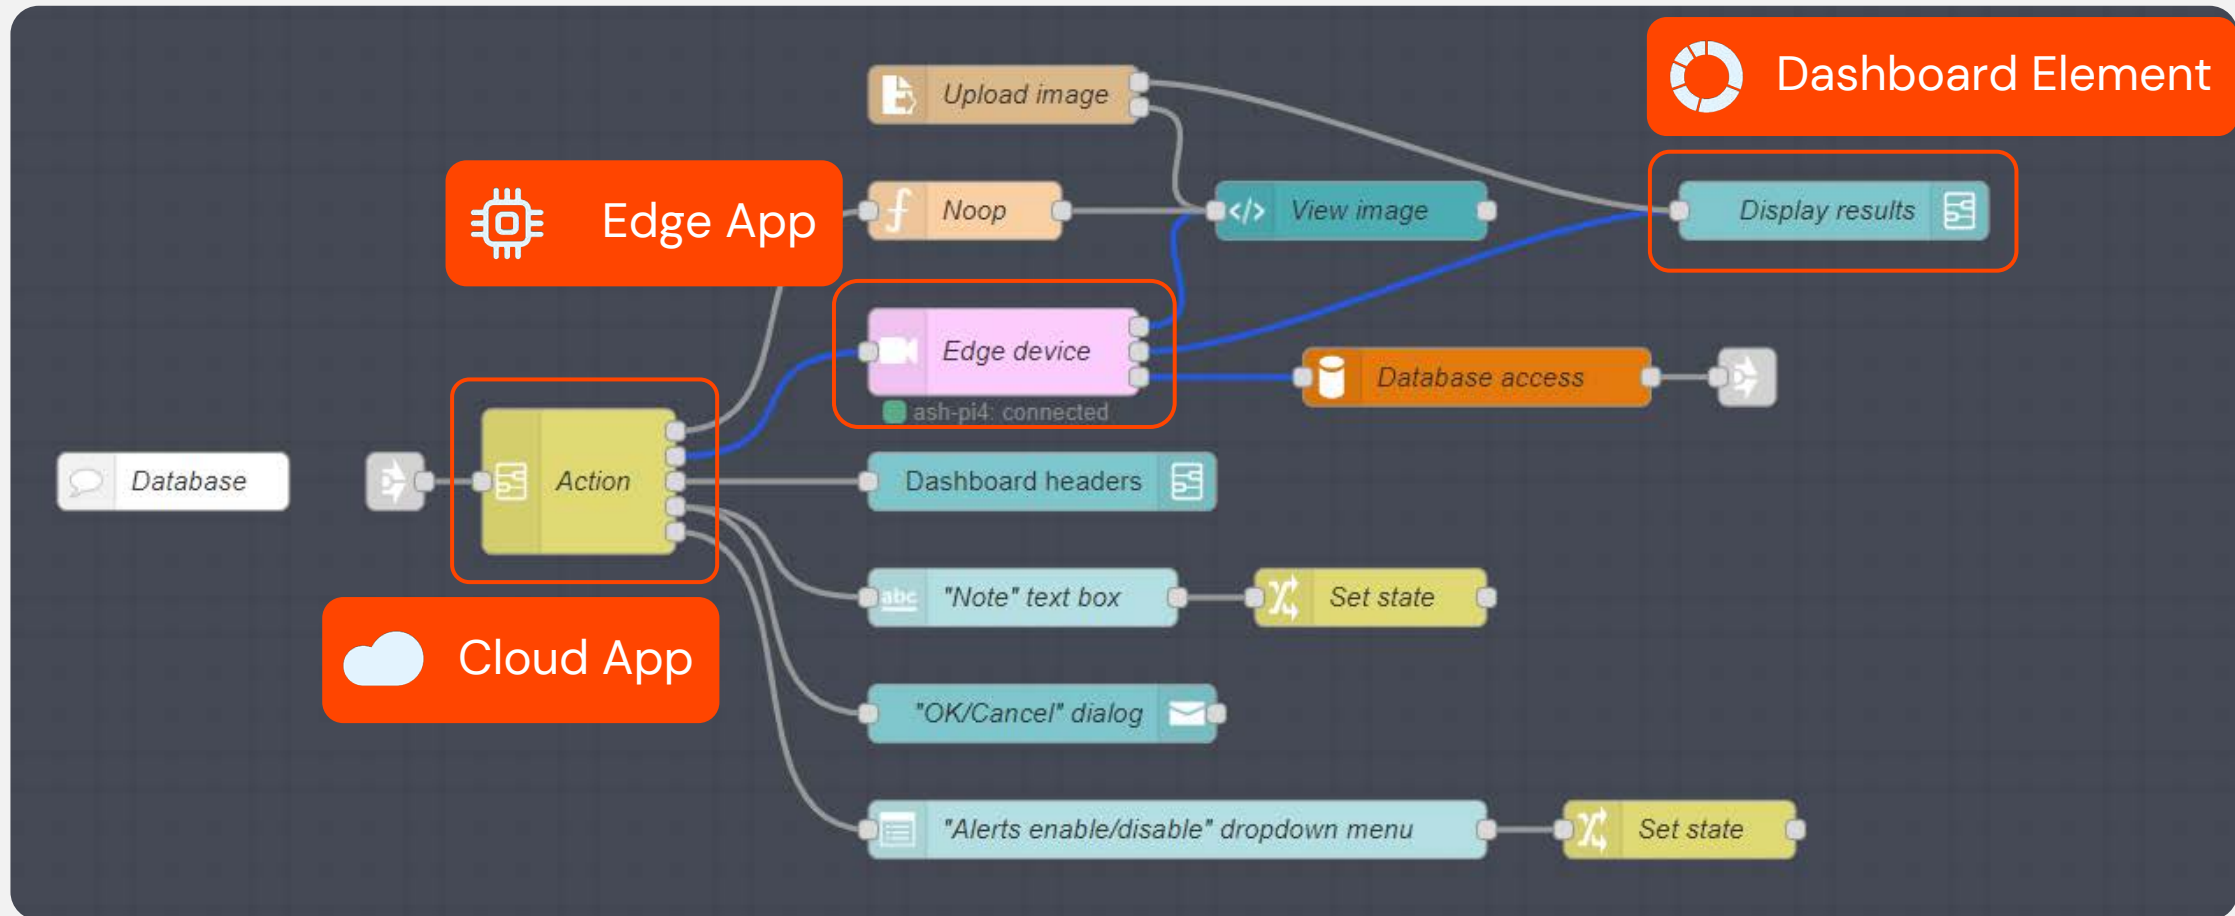 Dashboard Element
Upload image
Edge App
Noop
</> View image
Display results
Edge device
ash-pi4: connected
Database access
Database
Action
Dashboard headers
abc
"Note" text box
Set state
Cloud App
"OK/Cancel" dialog
"Alerts enable/disable" dropdown menu
Set state